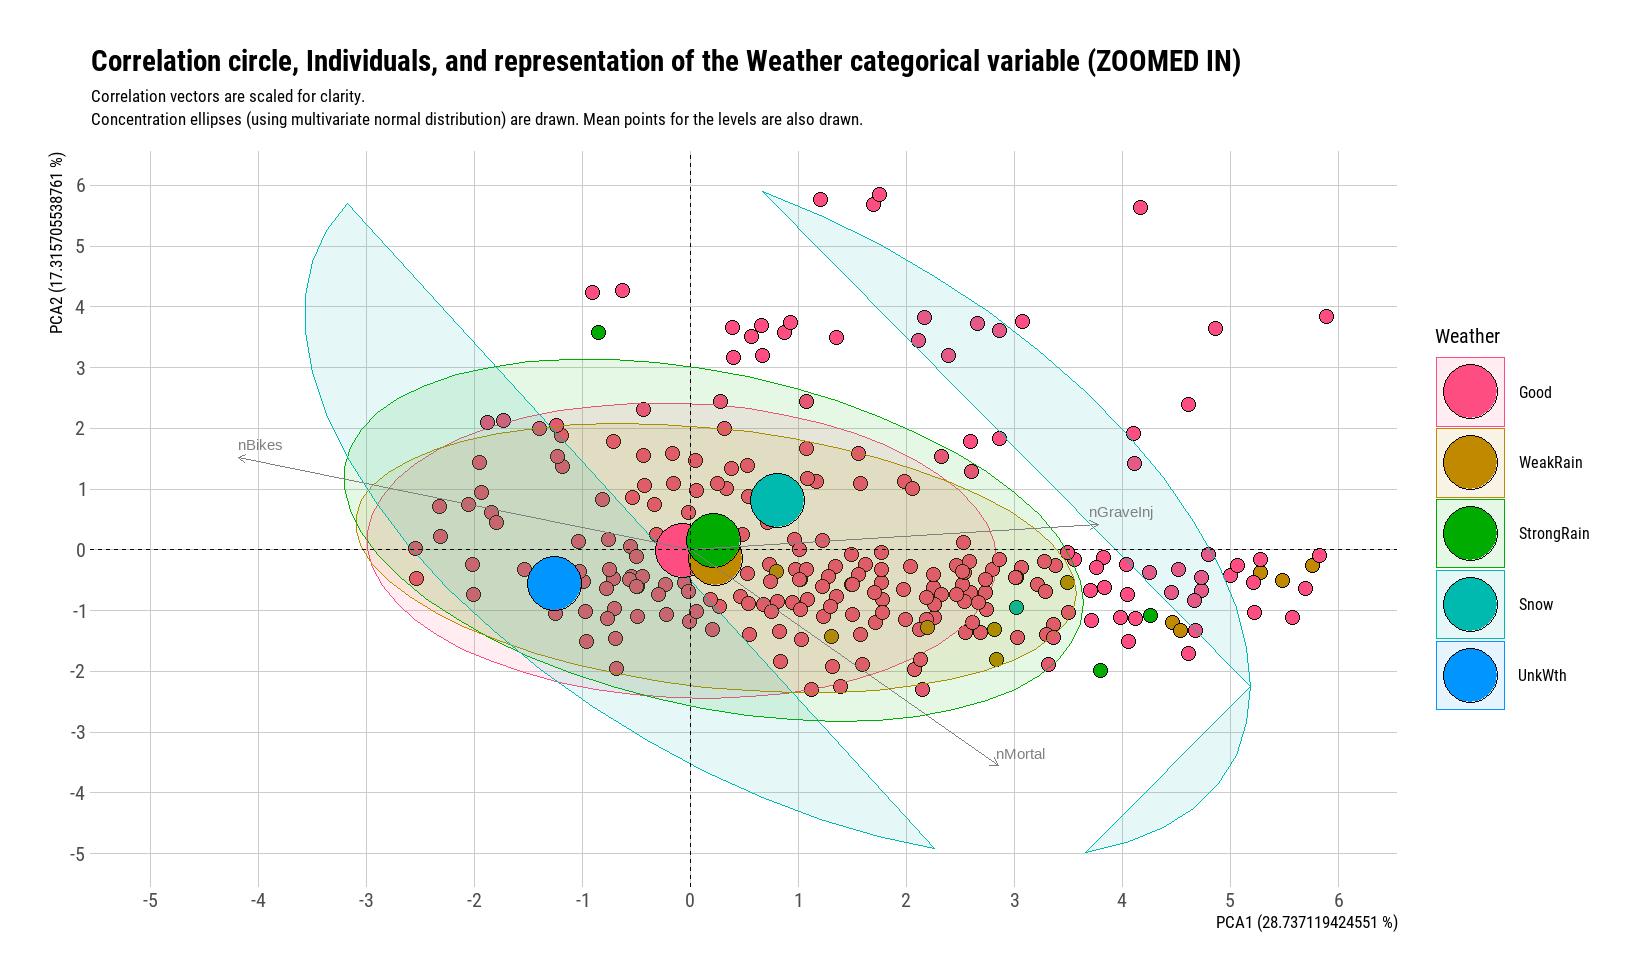 Correlation circle, Individuals, and representation of the Weather categorical variable (ZOOMED IN)
Correlation vectors are scaled for clarity.
Concentration ellipses (using multivariate normal distribution) are drawn. Mean points for the levels are also drawn.
PCA2 (17.3157055538761 %)
6
5
4
3
2
1
0
-1
-2
-3
-4
-5
nBikes
nGraveInj
nMortal
-5 -4 -3 -2 -1 0 1 2 3 4 5 6
PCA1 (28.737119424551 %)
Weather
Good
WeakRain
StrongRain
Snow
UnkWth